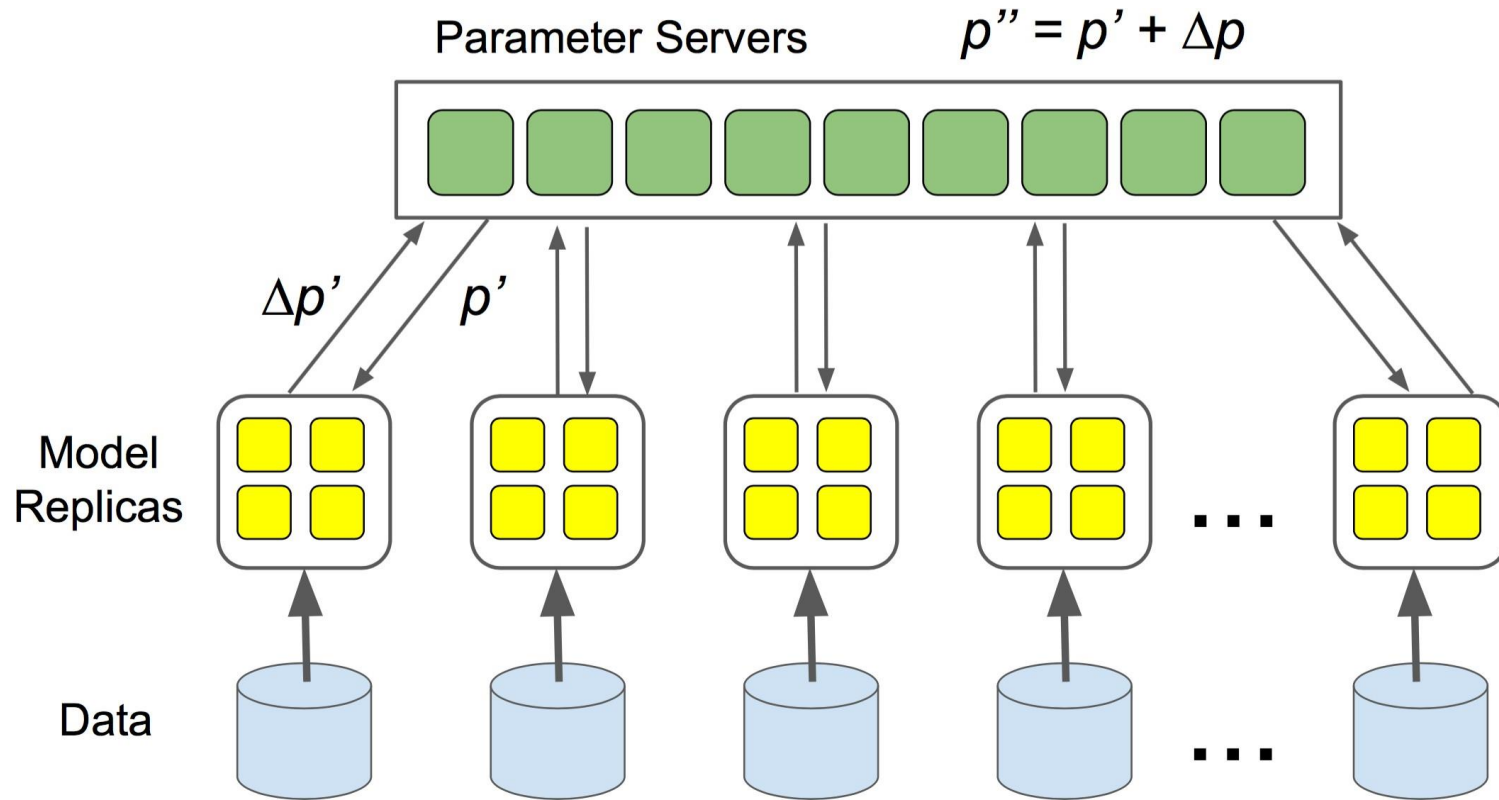 Parameter Servers
p’’ = p’ + Δp
Δp’
p’
Model
Replicas
...
Data
...